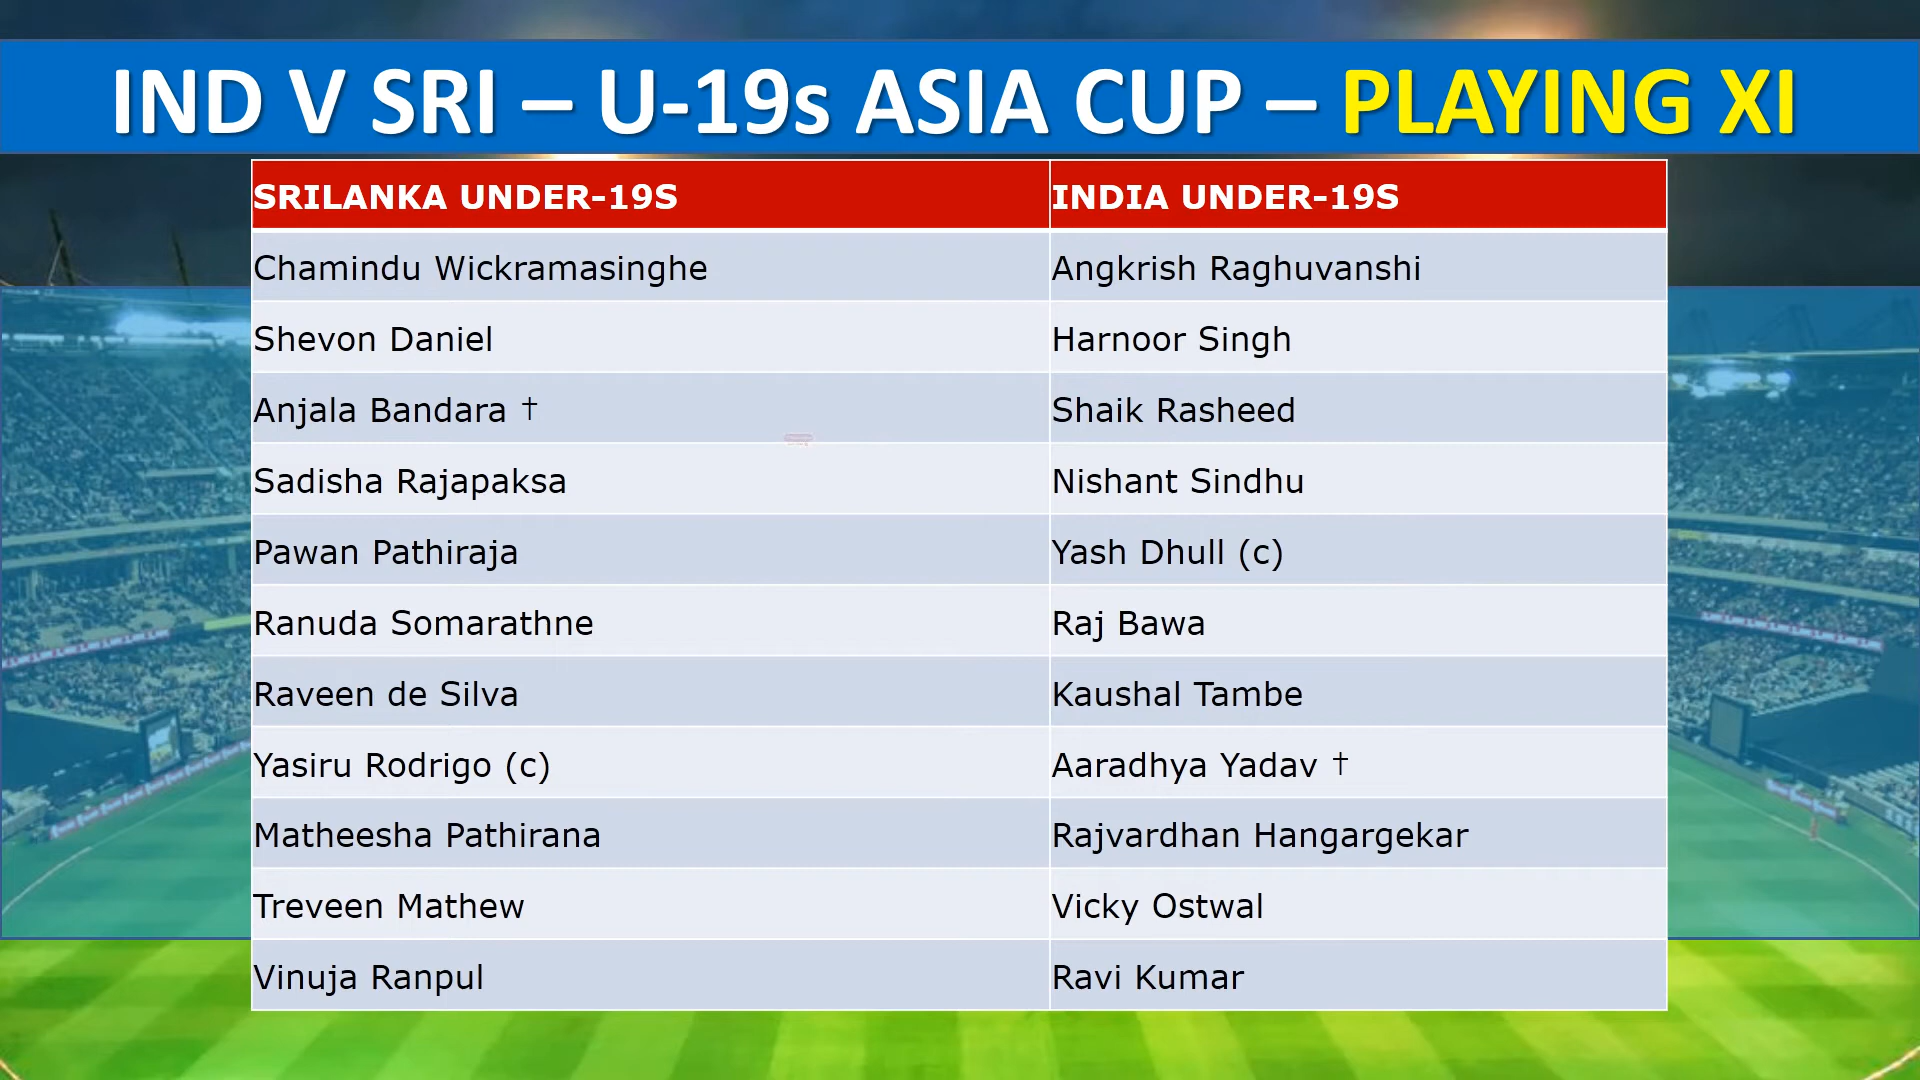 IND V SRI – U-19s ASIA CUP – PLAYING XI
SRILANKA UNDER-19S INDIA UNDER-19S
Chamindu Wickramasinghe Angkrish Raghuvanshi
Shevon Daniel Harnoor Singh
Anjala Bandara † Shaik Rasheed
Sadisha Rajapaksa Nishant Sindhu
Pawan Pathiraja Yash Dhull (c)
Ranuda Somarathne Raj Bawa
Raveen de Silva Kaushal Tambe
Yasiru Rodrigo (c) Aaradhya Yadav †
Matheesha Pathirana Rajvardhan Hangargekar
Treveen Mathew Vicky Ostwal
Vinuja Ranpul Ravi Kumar